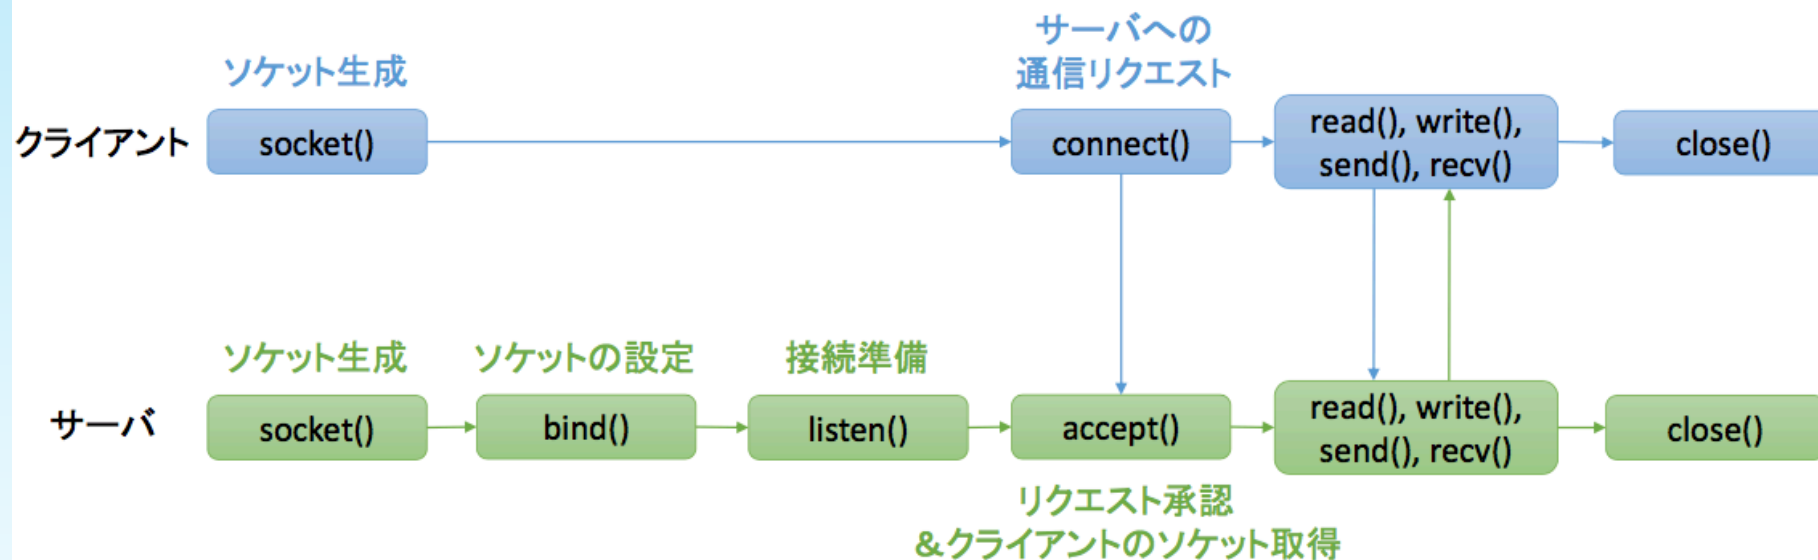 サーバへの
通信リクエスト
ソケット生成
クライアント
socket()
connect()
read(), write(),
send(), recv()
close()
ソケット生成
ソケットの設定
接続準備
サーバ
socket()
bind()
listen()
accept()
read(), write(),
send(), recv()
close()
リクエスト承認
&クライアントのソケット取得